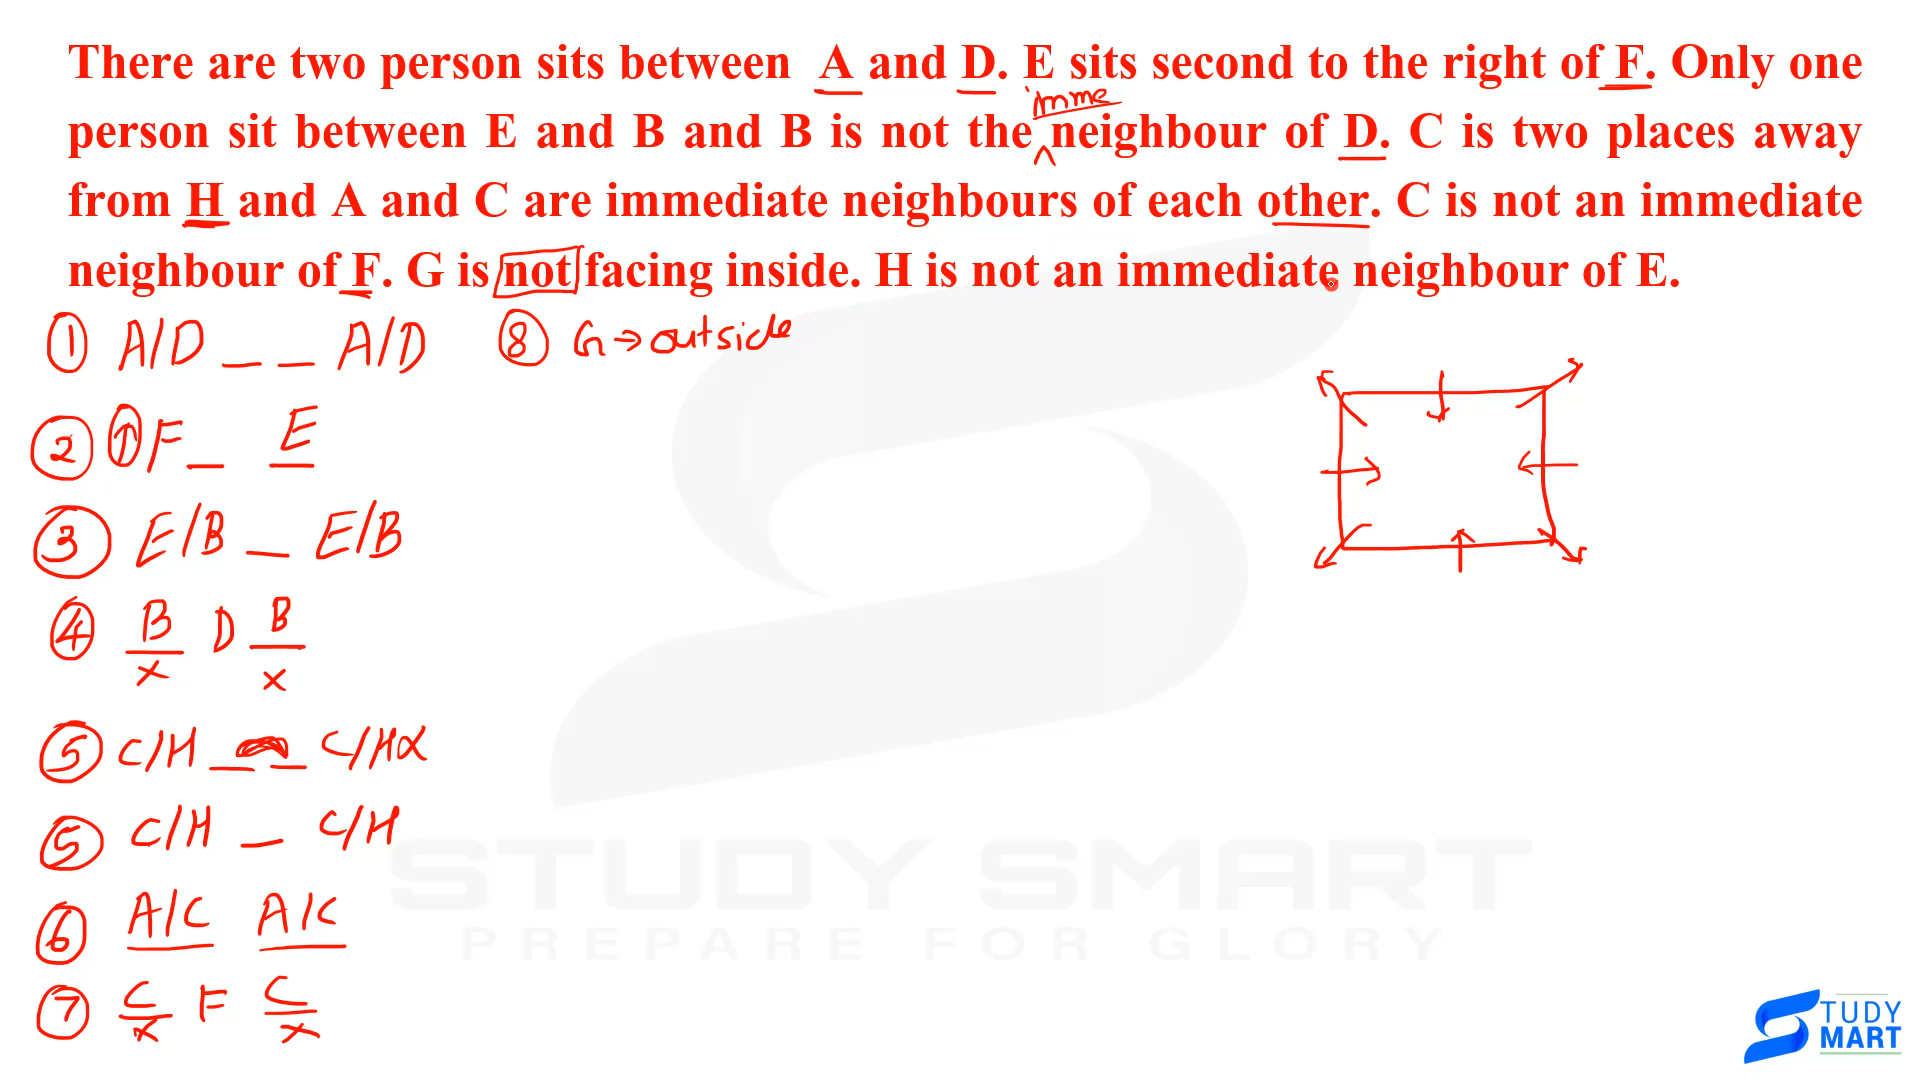 There are two person sits between A and D. E sits second to the right of F. Only one
imme
person sit between E and B and B is not the ^ neighbour of D. C is two places away
from H and A and C are immediate neighbours of each other. C is not an immediate
neighbour of F. G is not facing inside. H is not an immediate neighbour of E.
① A/D _ _ A/D
⑧ G → outside
② ↑ F _ E
③ E/B _ E/B
④ B D B
x x
⑤ C/H _ _ C/H
⑤ C/H _ C/H
⑥ A/C A/C
⑦ C F C
x x
STUDY SMART
PREPARE FOR GLORY
STUDY
MART